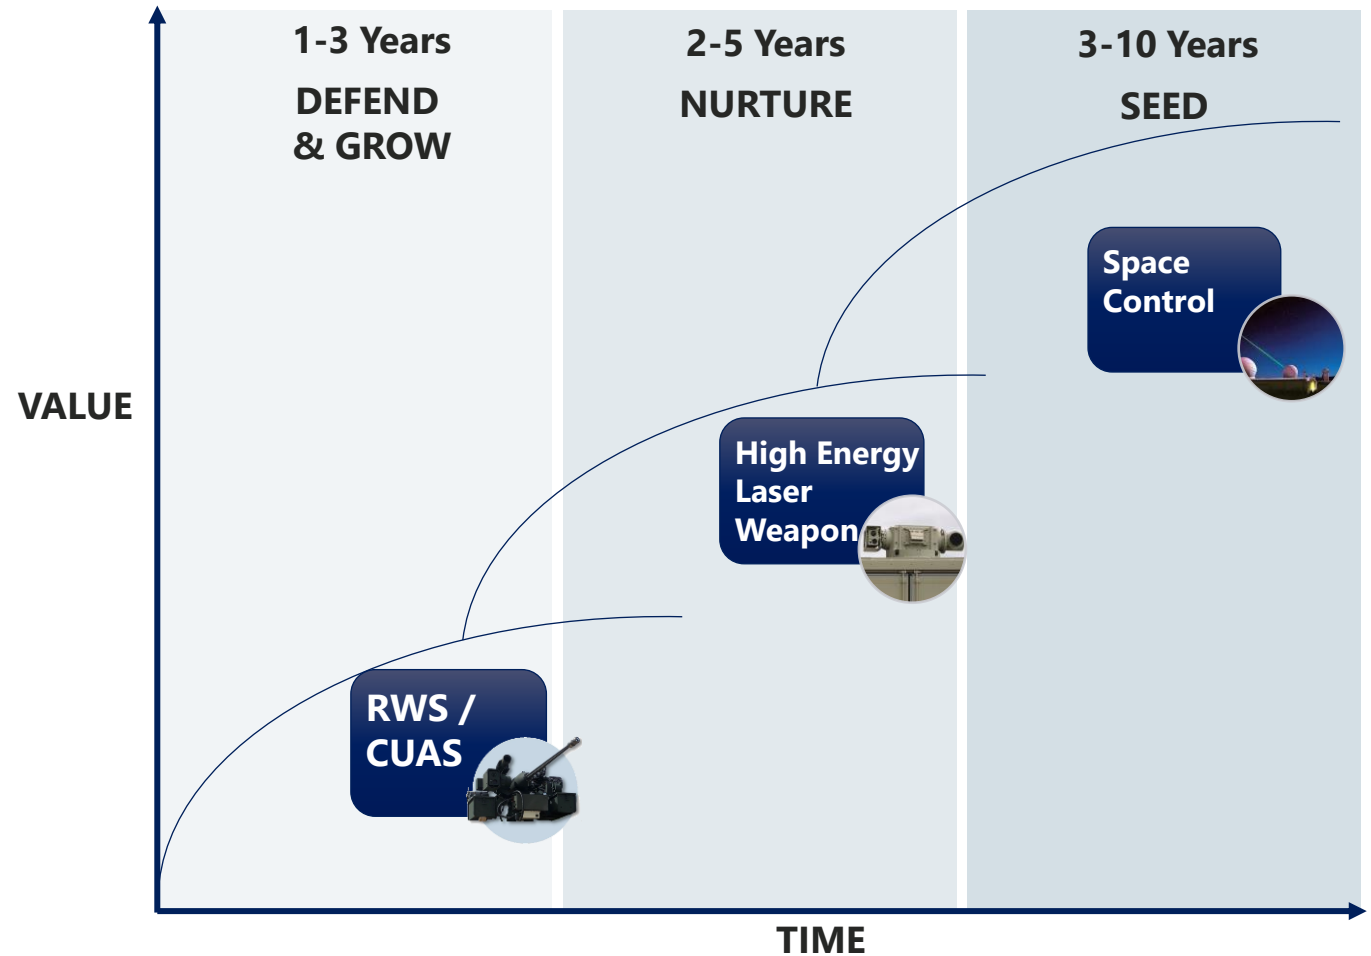 1-3 Years
DEFEND
& GROW
2-5 Years
NURTURE
3-10 Years
SEED
Space
Control
VALUE
High Energy
Laser
Weapon
RWS /
CUAS
TIME